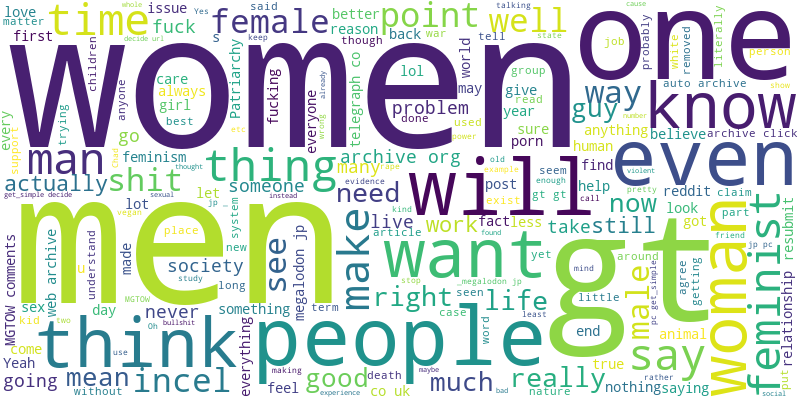 love issue said female point well back war tell
matter time first fuck s better reason though talking state
Yes whole decide url keep
women one
cause job probably white removed literally person
children anyone Patriarchy care always girl best
fucking everyone world telegraph co lol problem done
may group give read year used sure porn
way guy anything believe human find
auto archive show know archive click number
every trying go feminism thought
man actually shit lot let
thing someone archive org many rape evidence
will need live article fact less
old example seem enough post exist gt gt help
even violent pretty reddit claim now look part got
support get_simple decide vegan sexual jp instead
men
MGTOW comments Web archive understand place u made system new
society study long something see megalodon jp
make work take still call kind yet found
want gt right life seen _megalodon jp stop case word
around mind agree getting little end
woman feminist resubmit relationship put
male animal friend jp pc pc get_simple
sex day never term oh bullshit
kid two come Yeah going without
think people say
mean incel use everything feel making good
death experience nature co uk maybe much least bad
really true rather nothing saying social